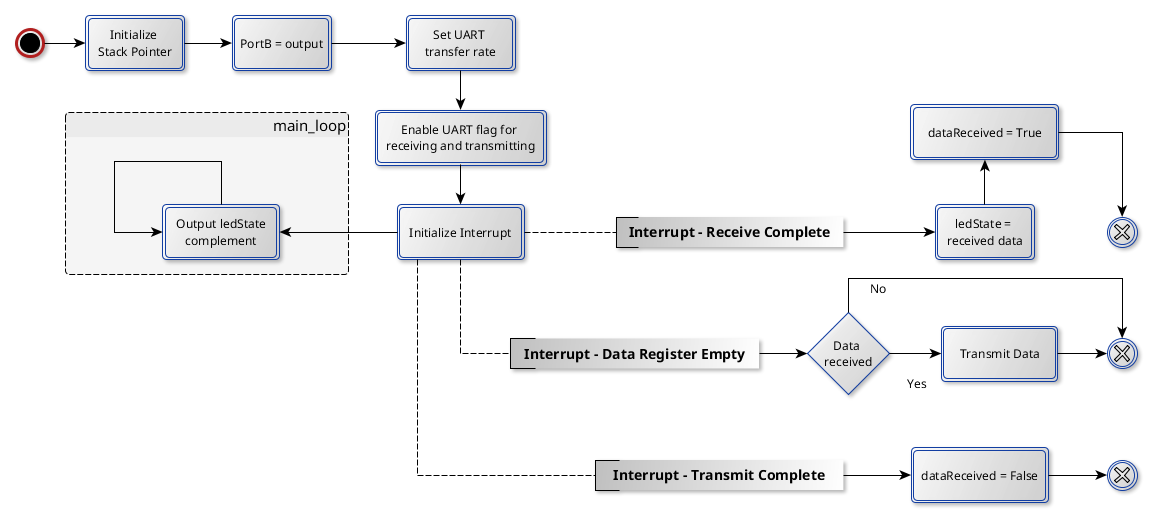 Initialize
Stack Pointer
PortB = output
Set UART
transfer rate
main_loop
Enable UART flag for
receiving and transmitting
dataReceived = True
Output ledState
complement
Initialize Interrupt
Interrupt - Receive Complete
ledState =
received data
No
Interrupt - Data Register Empty
Data
received
Transmit Data
Yes
Interrupt - Transmit Complete
dataReceived = False